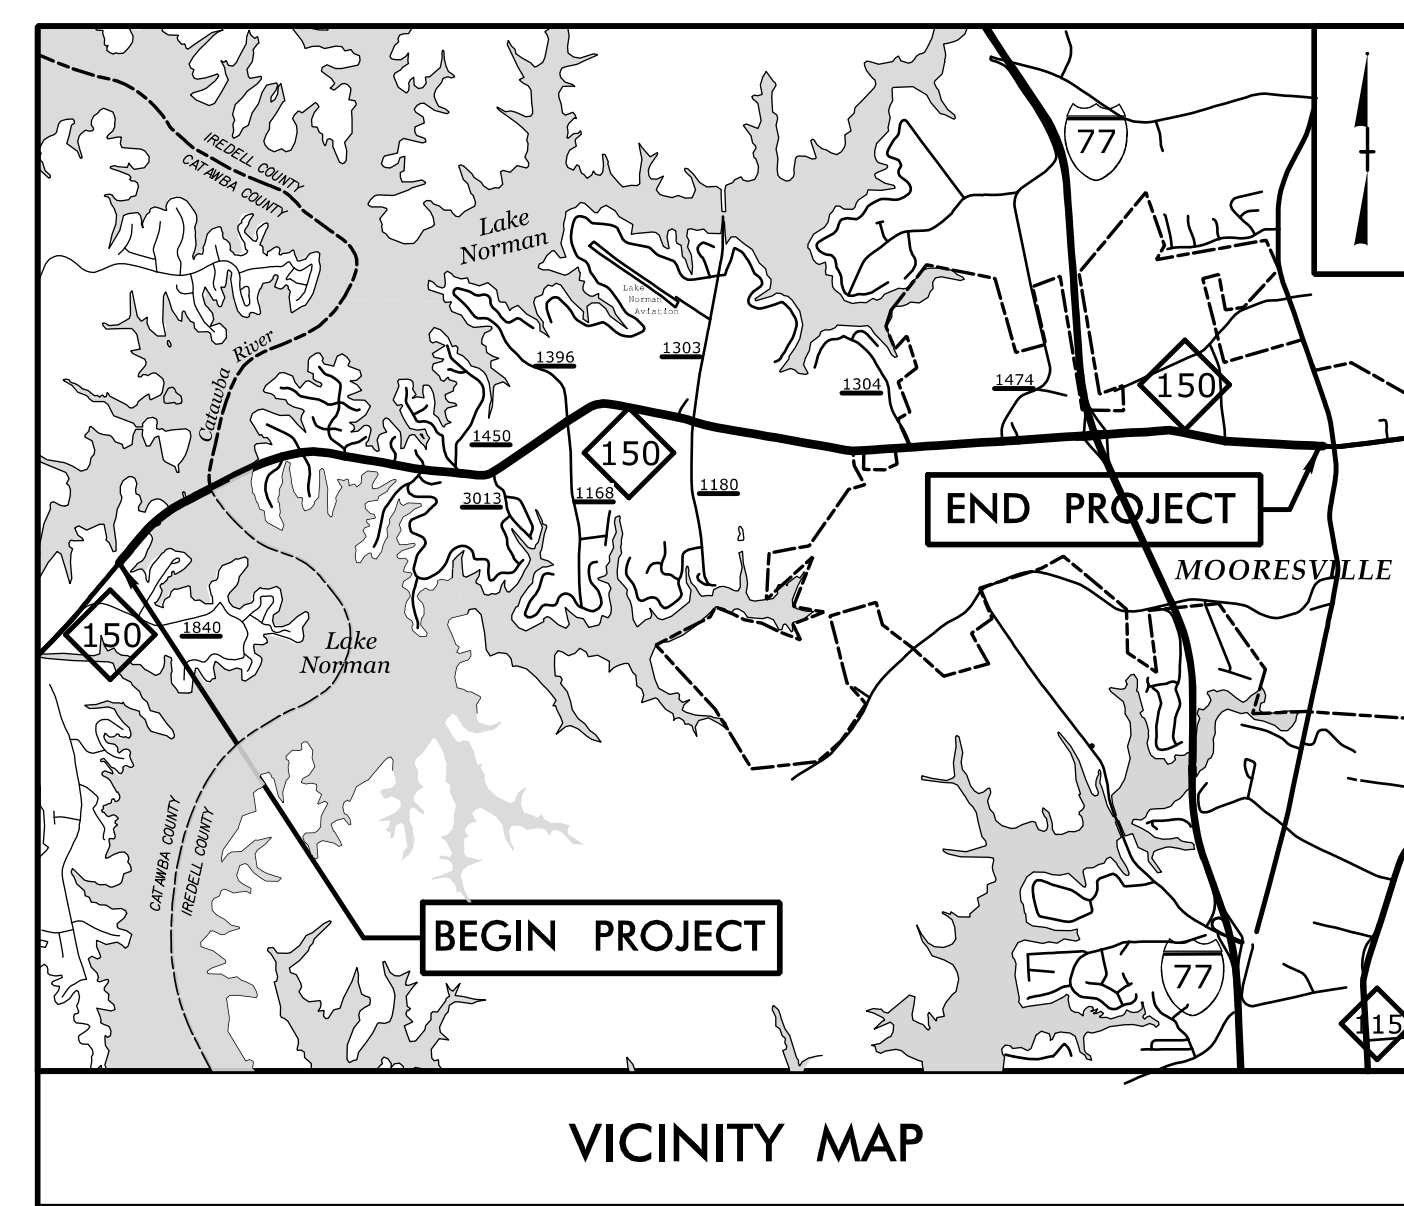 77
IREDELL COUNTY
CATAWBA COUNTY
Lake
Norman
Lake
Norman
Aviation
Catawba River
1396
1303
1304
1474
150
1450
150
3013
1168
1180
END PROJECT
MOORESVILLE
150
1840
Lake
Norman
CATAWBA COUNTY
IREDELL COUNTY
BEGIN PROJECT
77
115
VICINITY MAP